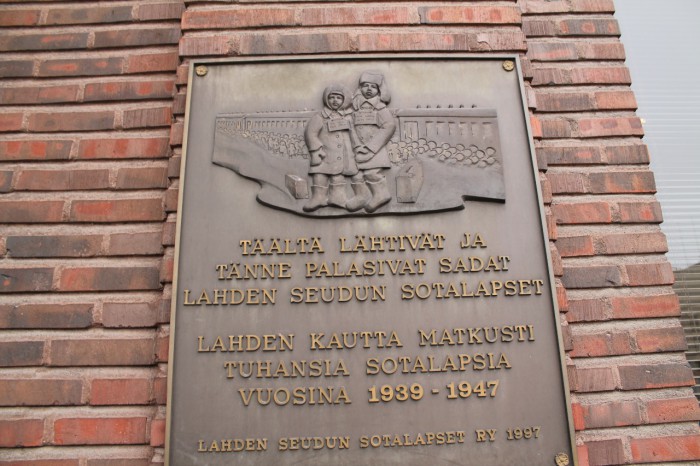 TÄÄLTÄ LÄHTIVÄT JA
TÄNNE PALASIVAT SADAT
LAHDEN SEUDUN SOTALAPSET
LAHDEN KAUTTA MATKUSTI
TUHANSIA SOTALAPSIA
VUOSINA 1939 - 1947
LAHDEN SEUDUN SOTALAPSET RY 1997